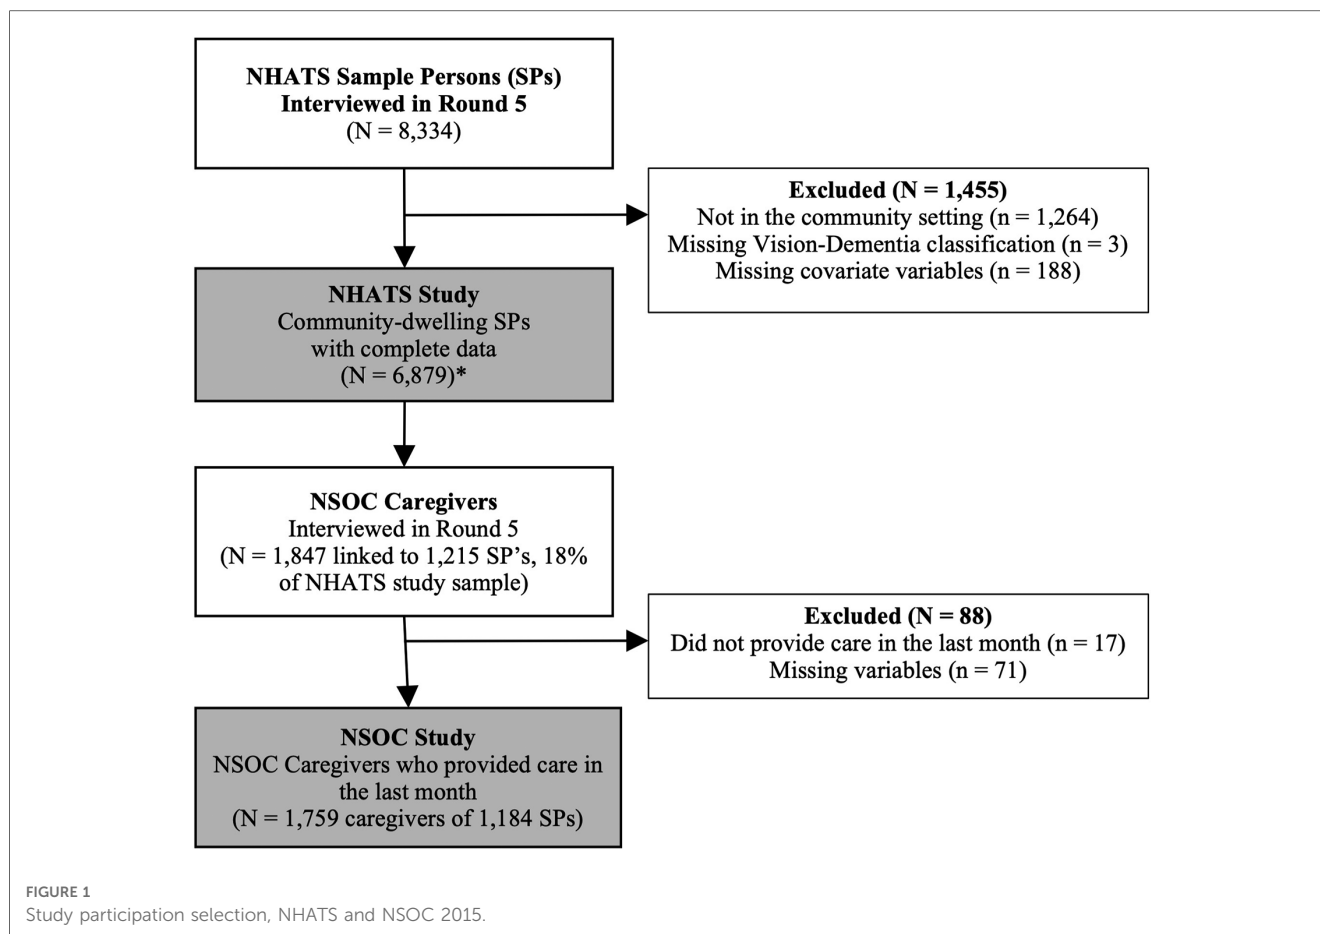 NHATS Sample Persons (SPs)
Interviewed in Round 5
(N = 8,334)
Excluded (N = 1,455)
Not in the community setting (n = 1,264)
Missing Vision-Dementia classification (n = 3)
Missing covariate variables (n = 188)
NHATS Study
Community-dwelling SPs
with complete data
(N = 6,879)*
NSOC Caregivers
Interviewed in Round 5
(N = 1,847 linked to 1,215 SP’s, 18%
of NHATS study sample)
Excluded (N = 88)
Did not provide care in the last month (n = 17)
Missing variables (n = 71)
NSOC Study
NSOC Caregivers who provided care in
the last month
(N = 1,759 caregivers of 1,184 SPs)
FIGURE 1
Study participation selection, NHATS and NSOC 2015.